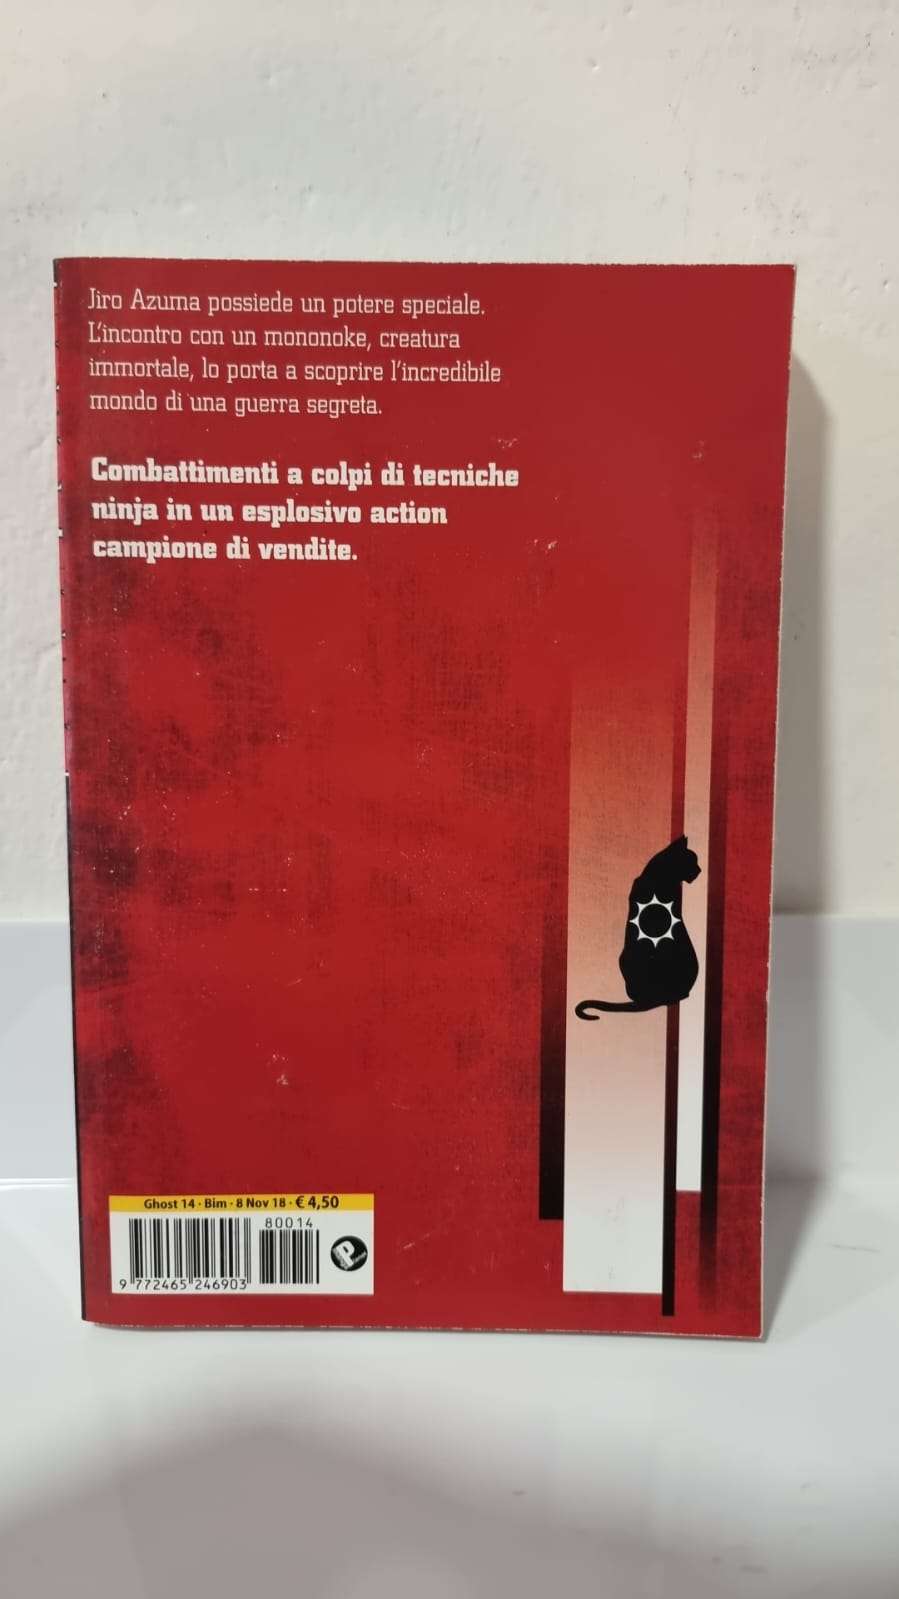 Jiro Azuma possiede un potere speciale.
L'incontro con un mononoke, creatura
immortale, lo porta a scoprire l'incredibile
mondo di una guerra segreta.
Combattimenti a colpi di tecniche
ninja in un esplosivo action
campione di vendite.
Ghost 14 · Bim · 8 Nov 18 · € 4,50
80014
9 772465 246903
P